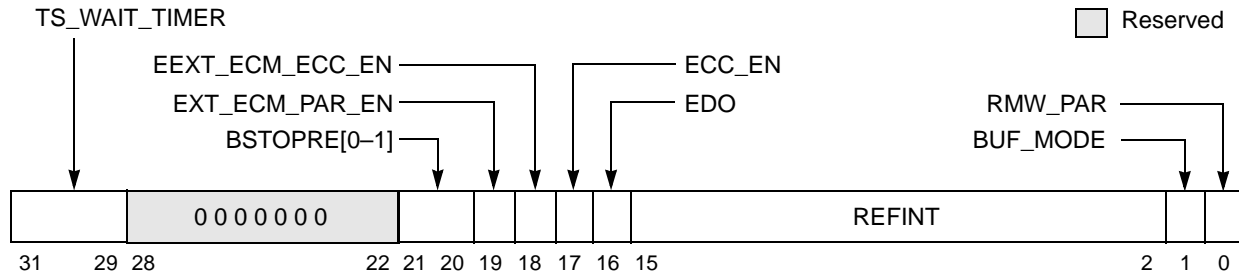 TS_WAIT_TIMER
Reserved
EEXT_ECM_ECC_EN
ECC_EN
EXT_ECM_PAR_EN
EDO
RMW_PAR
BSTOPRE[0–1]
BUF_MODE
0 0 0 0 0 0 0
REFINT
31 29 28 22 21 20 19 18 17 16 15 2 1 0